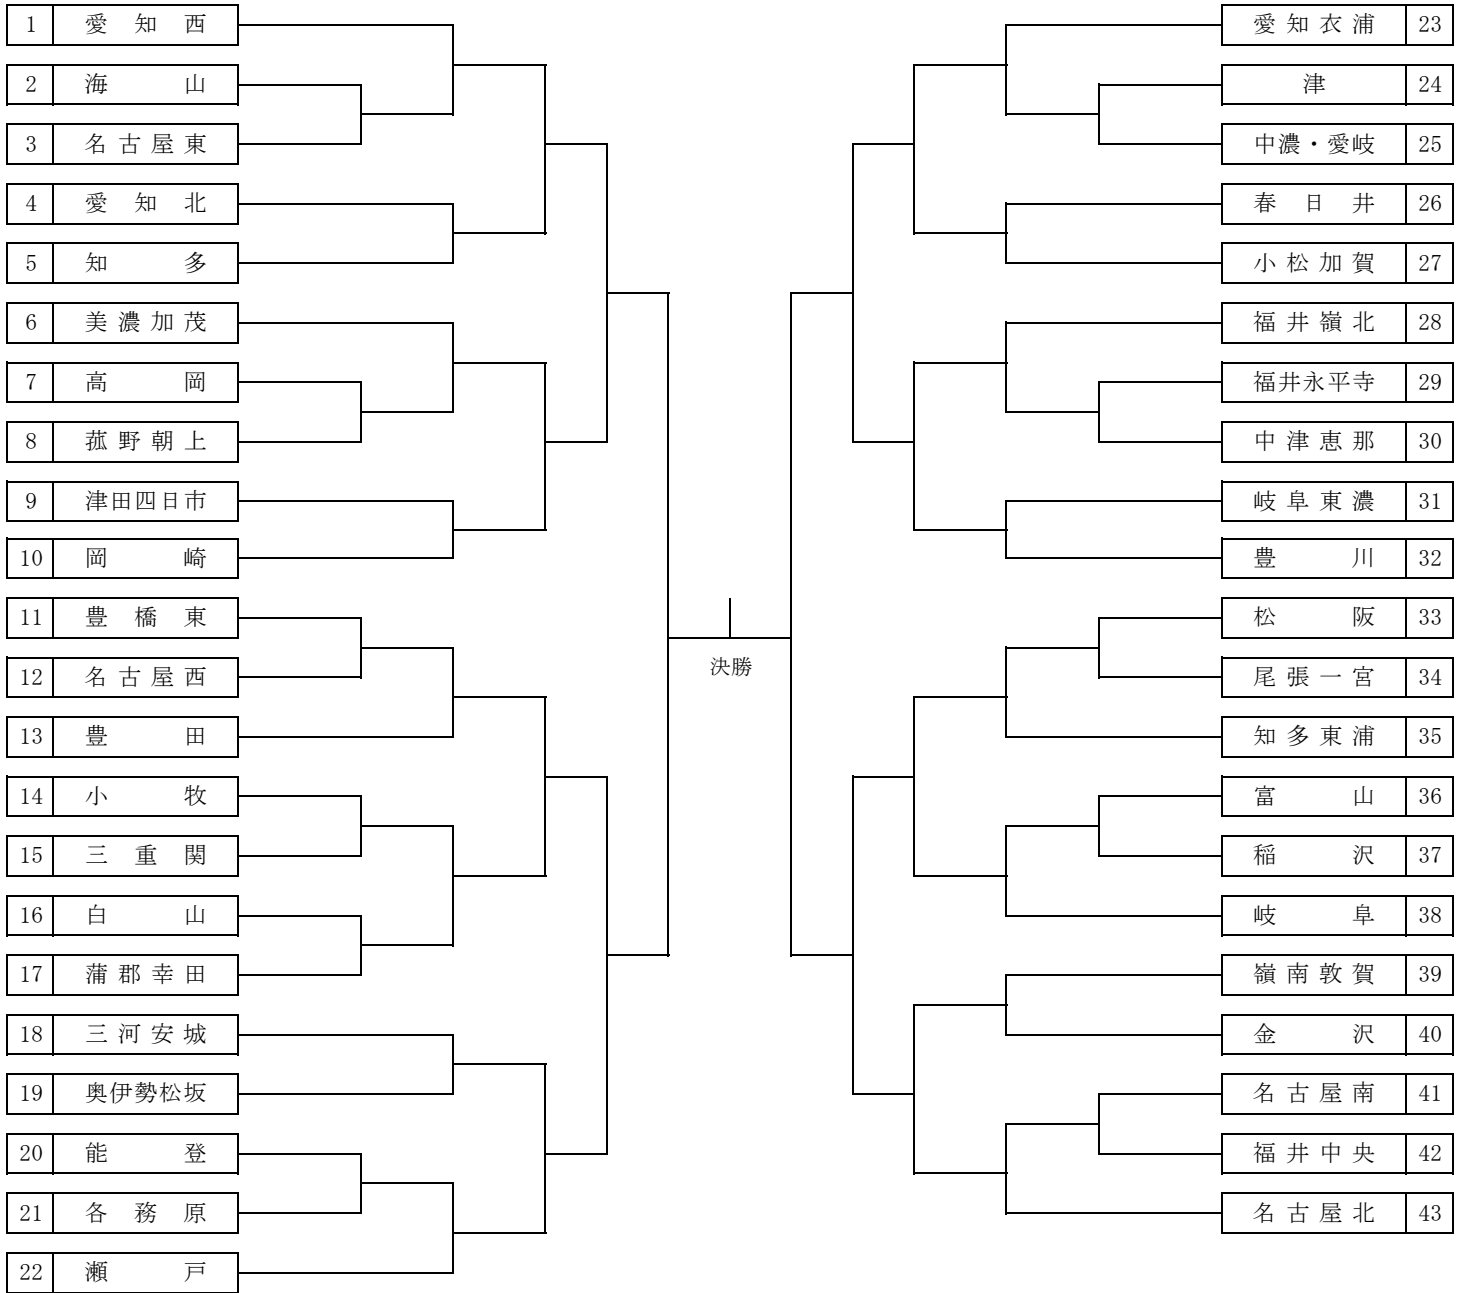 1 愛知西
2 海山
3 名古屋東
4 愛知北
5 知多
6 美濃加茂
7 高岡
8 菰野朝上
9 津田四日市
10 岡崎
11 豊橋東
12 名古屋西
13 豊田
14 小牧
15 三重関
16 白山
17 蒲郡幸田
18 三河安城
19 奥伊勢松坂
20 能登
21 各務原
22 瀬戸
決勝
愛知衣浦 23
津 24
中濃・愛岐 25
春日井 26
小松加賀 27
福井嶺北 28
福井永平寺 29
中津恵那 30
岐阜東濃 31
豊川 32
松阪 33
尾張一宮 34
知多東浦 35
富山 36
稲沢 37
岐阜 38
嶺南敦賀 39
金沢 40
名古屋南 41
福井中央 42
名古屋北 43